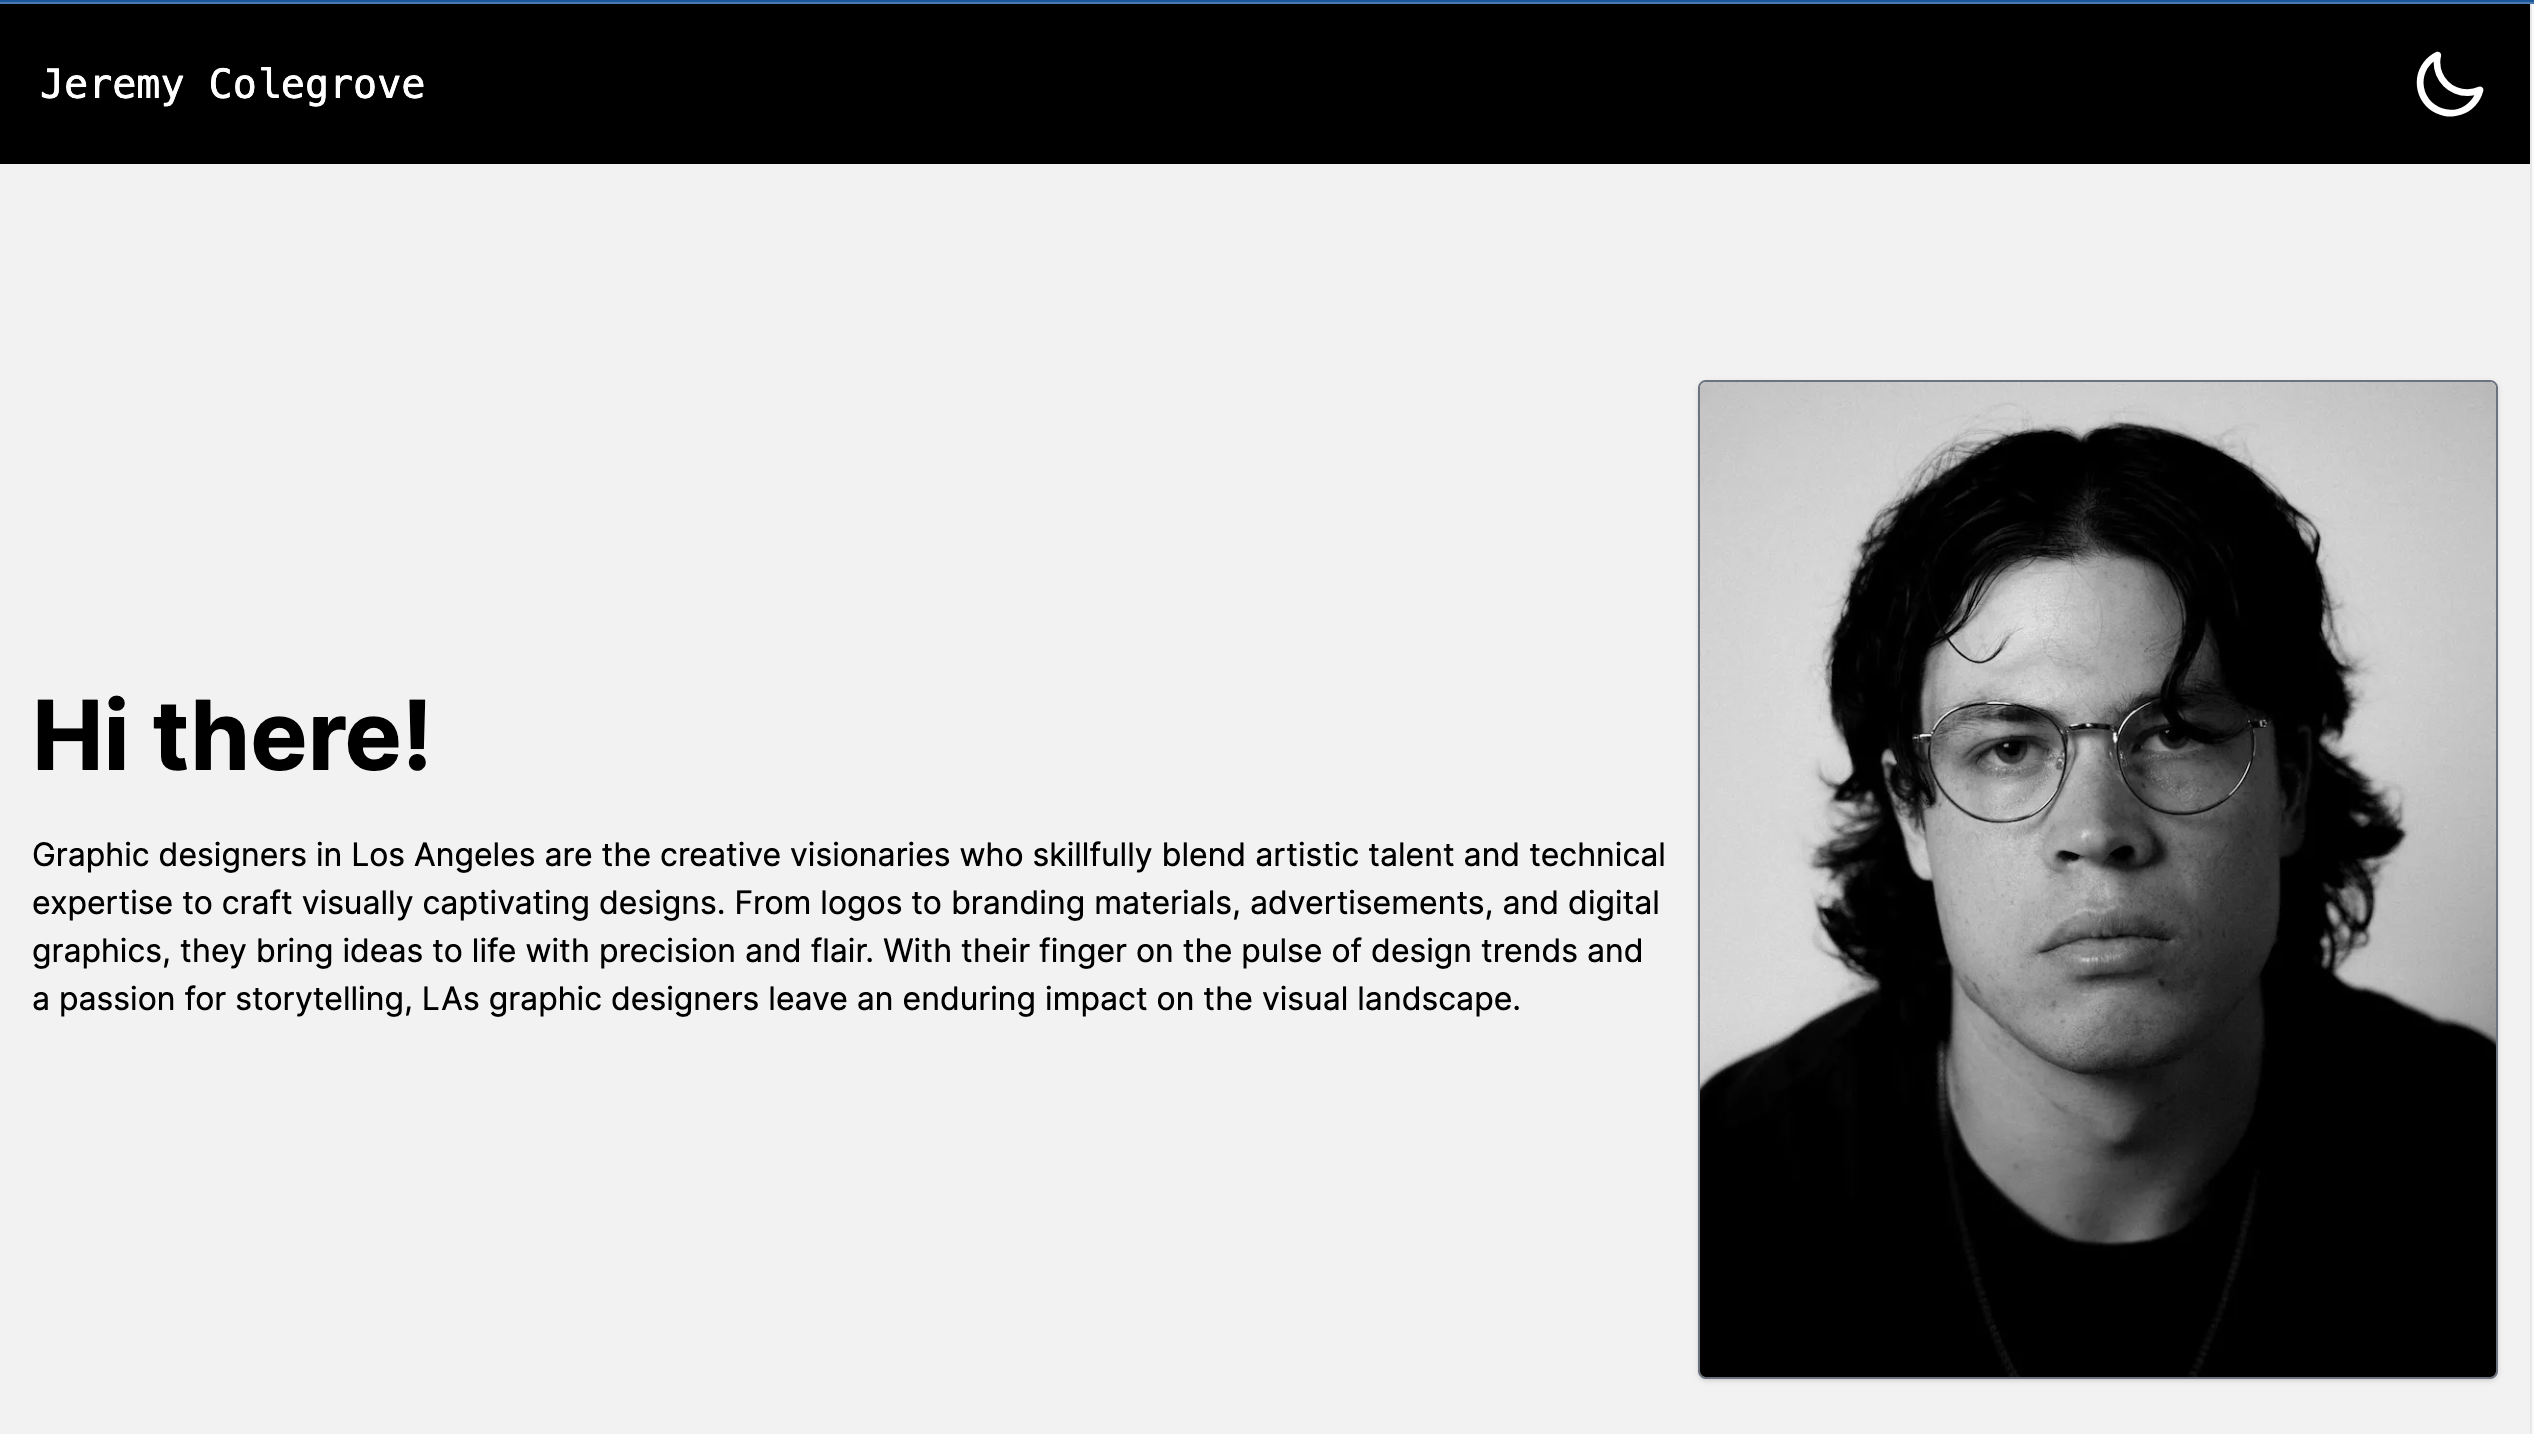 Jeremy Colegrove
Hi there!
Graphic designers in Los Angeles are the creative visionaries who skillfully blend artistic talent and technical
expertise to craft visually captivating designs. From logos to branding materials, advertisements, and digital
graphics, they bring ideas to life with precision and flair. With their finger on the pulse of design trends and
a passion for storytelling, LAs graphic designers leave an enduring impact on the visual landscape.